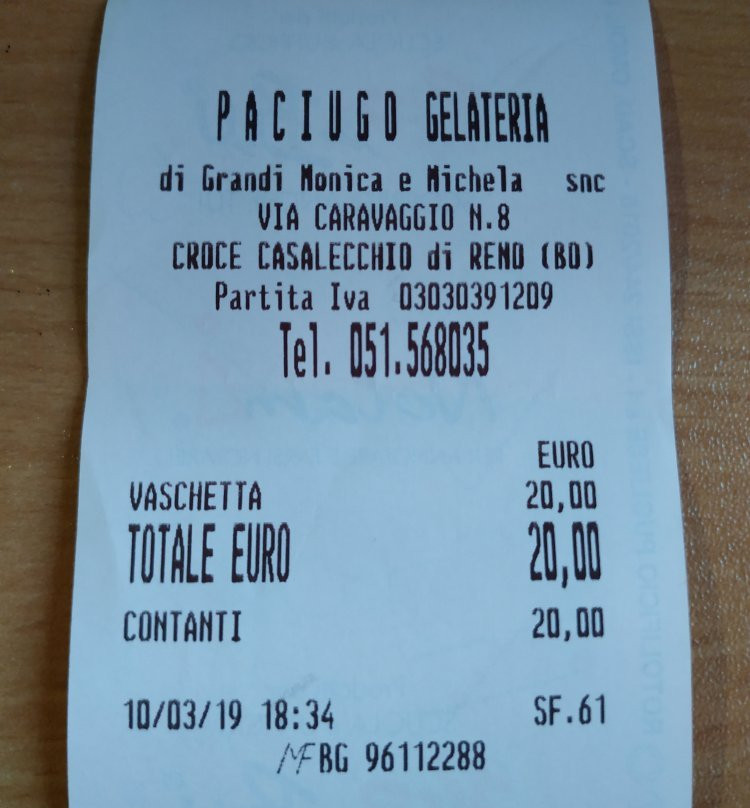 PACIUGO GELATERIA
di Grandi Monica e Michela snc
VIA CARAVAGGIO N.8
CROCE CASALECCHIO di RENO (BO)
Partita Iva 03030391209
Tel. 051.568035
EURO
VASCHETTA 20,00
TOTALE EURO 20,00
CONTANTI 20,00
10/03/19 18:34 SF.61
MF BG 96112288